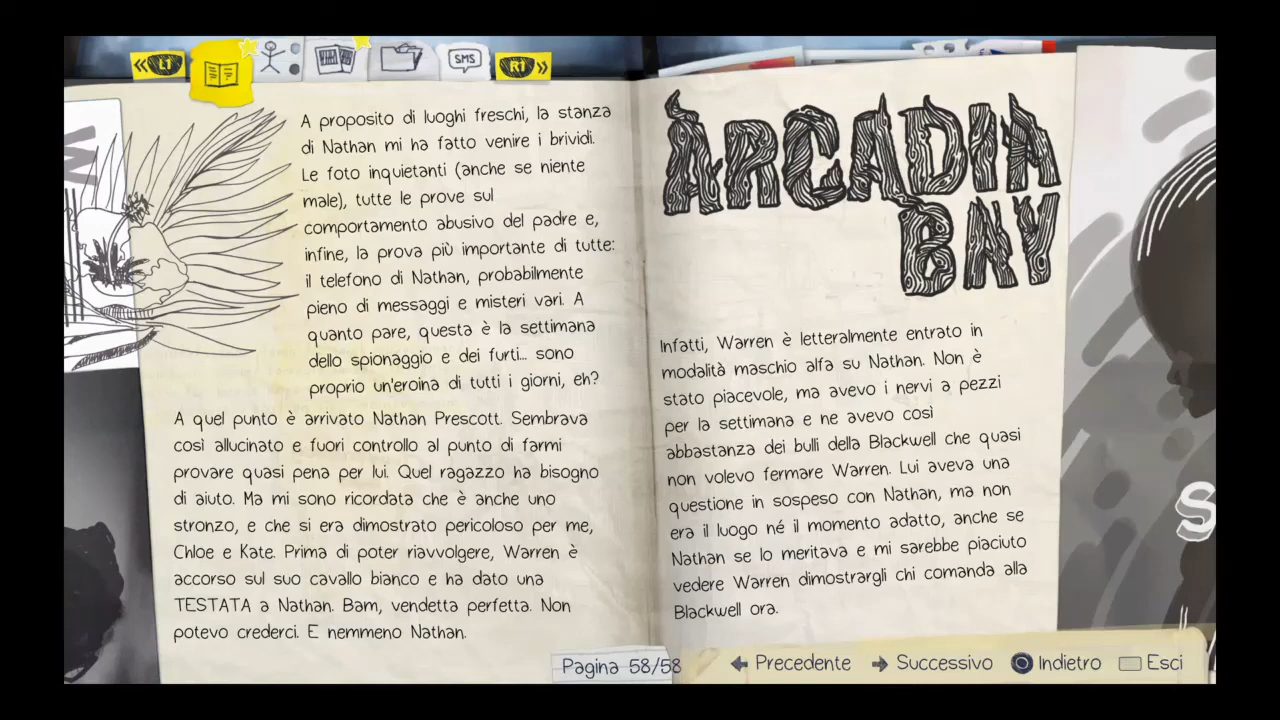 L1
SMS
R1
A proposito di luoghi freschi, la stanza
di Nathan mi ha fatto venire i brividi.
Le foto inquietanti (anche se niente
male), tutte le prove sul
comportamento abusivo del padre e,
infine, la prova più importante di tutte:
il telefono di Nathan, probabilmente
pieno di messaggi e misteri vari. A
quanto pare, questa è la settimana
dello spionaggio e dei furti... sono
proprio un'eroina di tutti i giorni, eh?
A quel punto è arrivato Nathan Prescott. Sembrava
così allucinato e fuori controllo al punto di farmi
provare quasi pena per lui. Quel ragazzo ha bisogno
di aiuto. Ma mi sono ricordata che è anche uno
stronzo, e che si era dimostrato pericoloso per me,
Chloe e Kate. Prima di poter riavvolgere, Warren è
accorso sul suo cavallo bianco e ha dato una
TESTATA a Nathan. Bam, vendetta perfetta. Non
potevo crederci. E nemmeno Nathan.
ARCADIA
BAY
Infatti, Warren è letteralmente entrato in
modalità maschio alfa su Nathan. Non è
stato piacevole, ma avevo i nervi a pezzi
per la settimana e ne avevo così
abbastanza dei bulli della Blackwell che quasi
non volevo fermare Warren. Lui aveva una
questione in sospeso con Nathan, ma non
era il luogo né il momento adatto, anche se
Nathan se lo meritava e mi sarebbe piaciuto
vedere Warren dimostrargli chi comanda alla
Blackwell ora.
Pagina 58/58
Precedente Successivo Indietro Esci